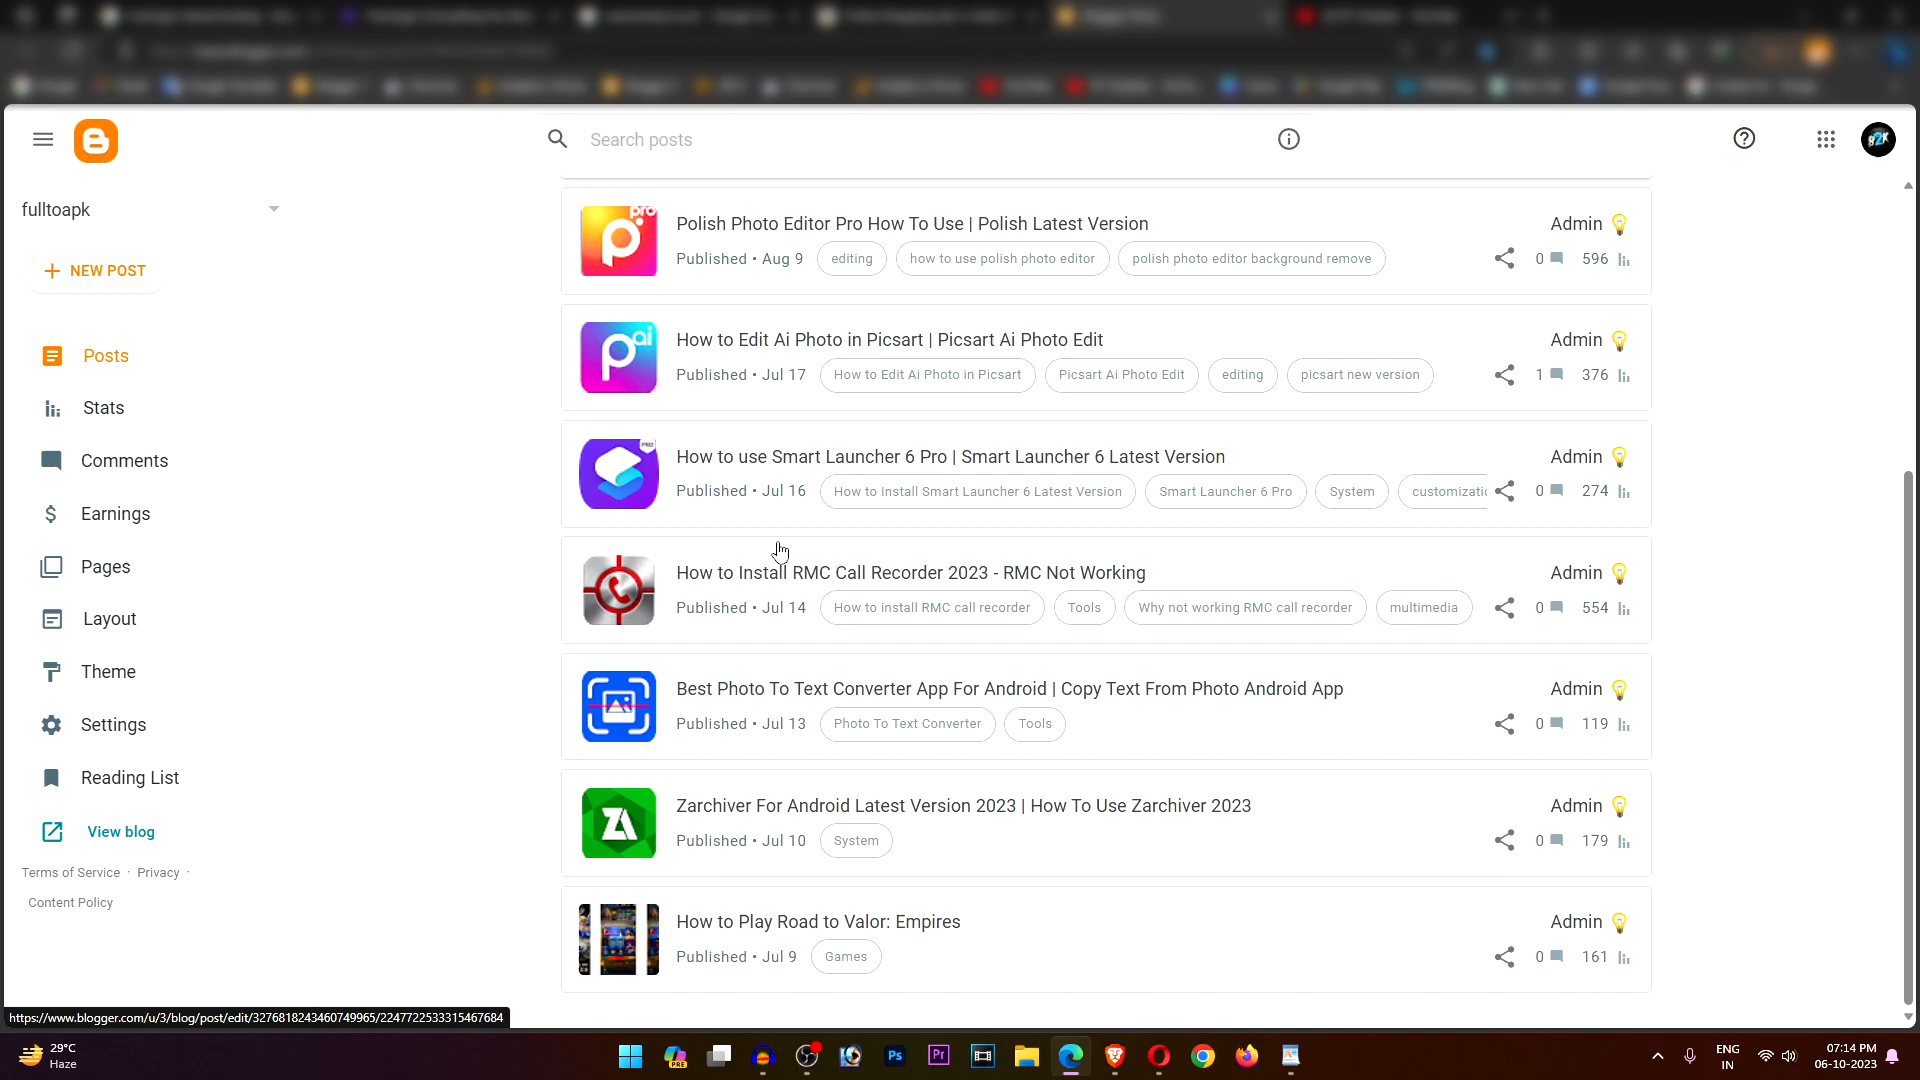 Search posts
fulltoapk
NEW POST
Posts
Stats
Comments
Earnings
Pages
Layout
Theme
Settings
Reading List
View blog
Terms of Service · Privacy ·
Content Policy
Polish Photo Editor Pro How To Use | Polish Latest Version
Admin
Published • Aug 9 editing how to use polish photo editor polish photo editor background remove
0 596
How to Edit Ai Photo in Picsart | Picsart Ai Photo Edit
Admin
Published • Jul 17 How to Edit Ai Photo in Picsart Picsart Ai Photo Edit editing picsart new version
1 376
How to use Smart Launcher 6 Pro | Smart Launcher 6 Latest Version
Admin
Published • Jul 16 How to Install Smart Launcher 6 Latest Version Smart Launcher 6 Pro System customizatio
0 274
How to Install RMC Call Recorder 2023 - RMC Not Working
Admin
Published • Jul 14 How to install RMC call recorder Tools Why not working RMC call recorder multimedia
0 554
Best Photo To Text Converter App For Android | Copy Text From Photo Android App
Admin
Published • Jul 13 Photo To Text Converter Tools
0 119
Zarchiver For Android Latest Version 2023 | How To Use Zarchiver 2023
Admin
Published • Jul 10 System
0 179
How to Play Road to Valor: Empires
Admin
Published • Jul 9 Games
0 161
https://www.blogger.com/u/3/blog/post/edit/3276818243460749965/2247722533315467684
29°C
Haze
ENG
IN
07:14 PM
06-10-2023